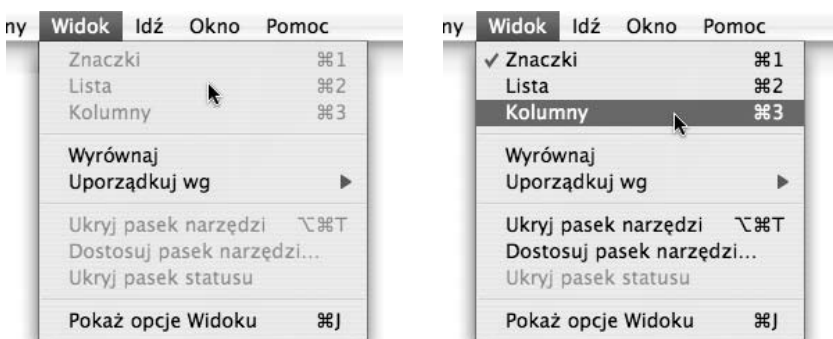 ny Widok Idź Okno Pomoc
Znaczki ⌘1
Lista ⌘2
Kolumny ⌘3
Wyrównaj
Uporządkuj wg ▶
Ukryj pasek narzędzi ⌥⌘T
Dostosuj pasek narzędzi...
Ukryj pasek statusu
Pokaż opcje Widoku ⌘J
ny Widok Idź Okno Pomoc
✓ Znaczki ⌘1
Lista ⌘2
Kolumny ⌘3
Wyrównaj
Uporządkuj wg ▶
Ukryj pasek narzędzi ⌥⌘T
Dostosuj pasek narzędzi...
Ukryj pasek statusu
Pokaż opcje Widoku ⌘J